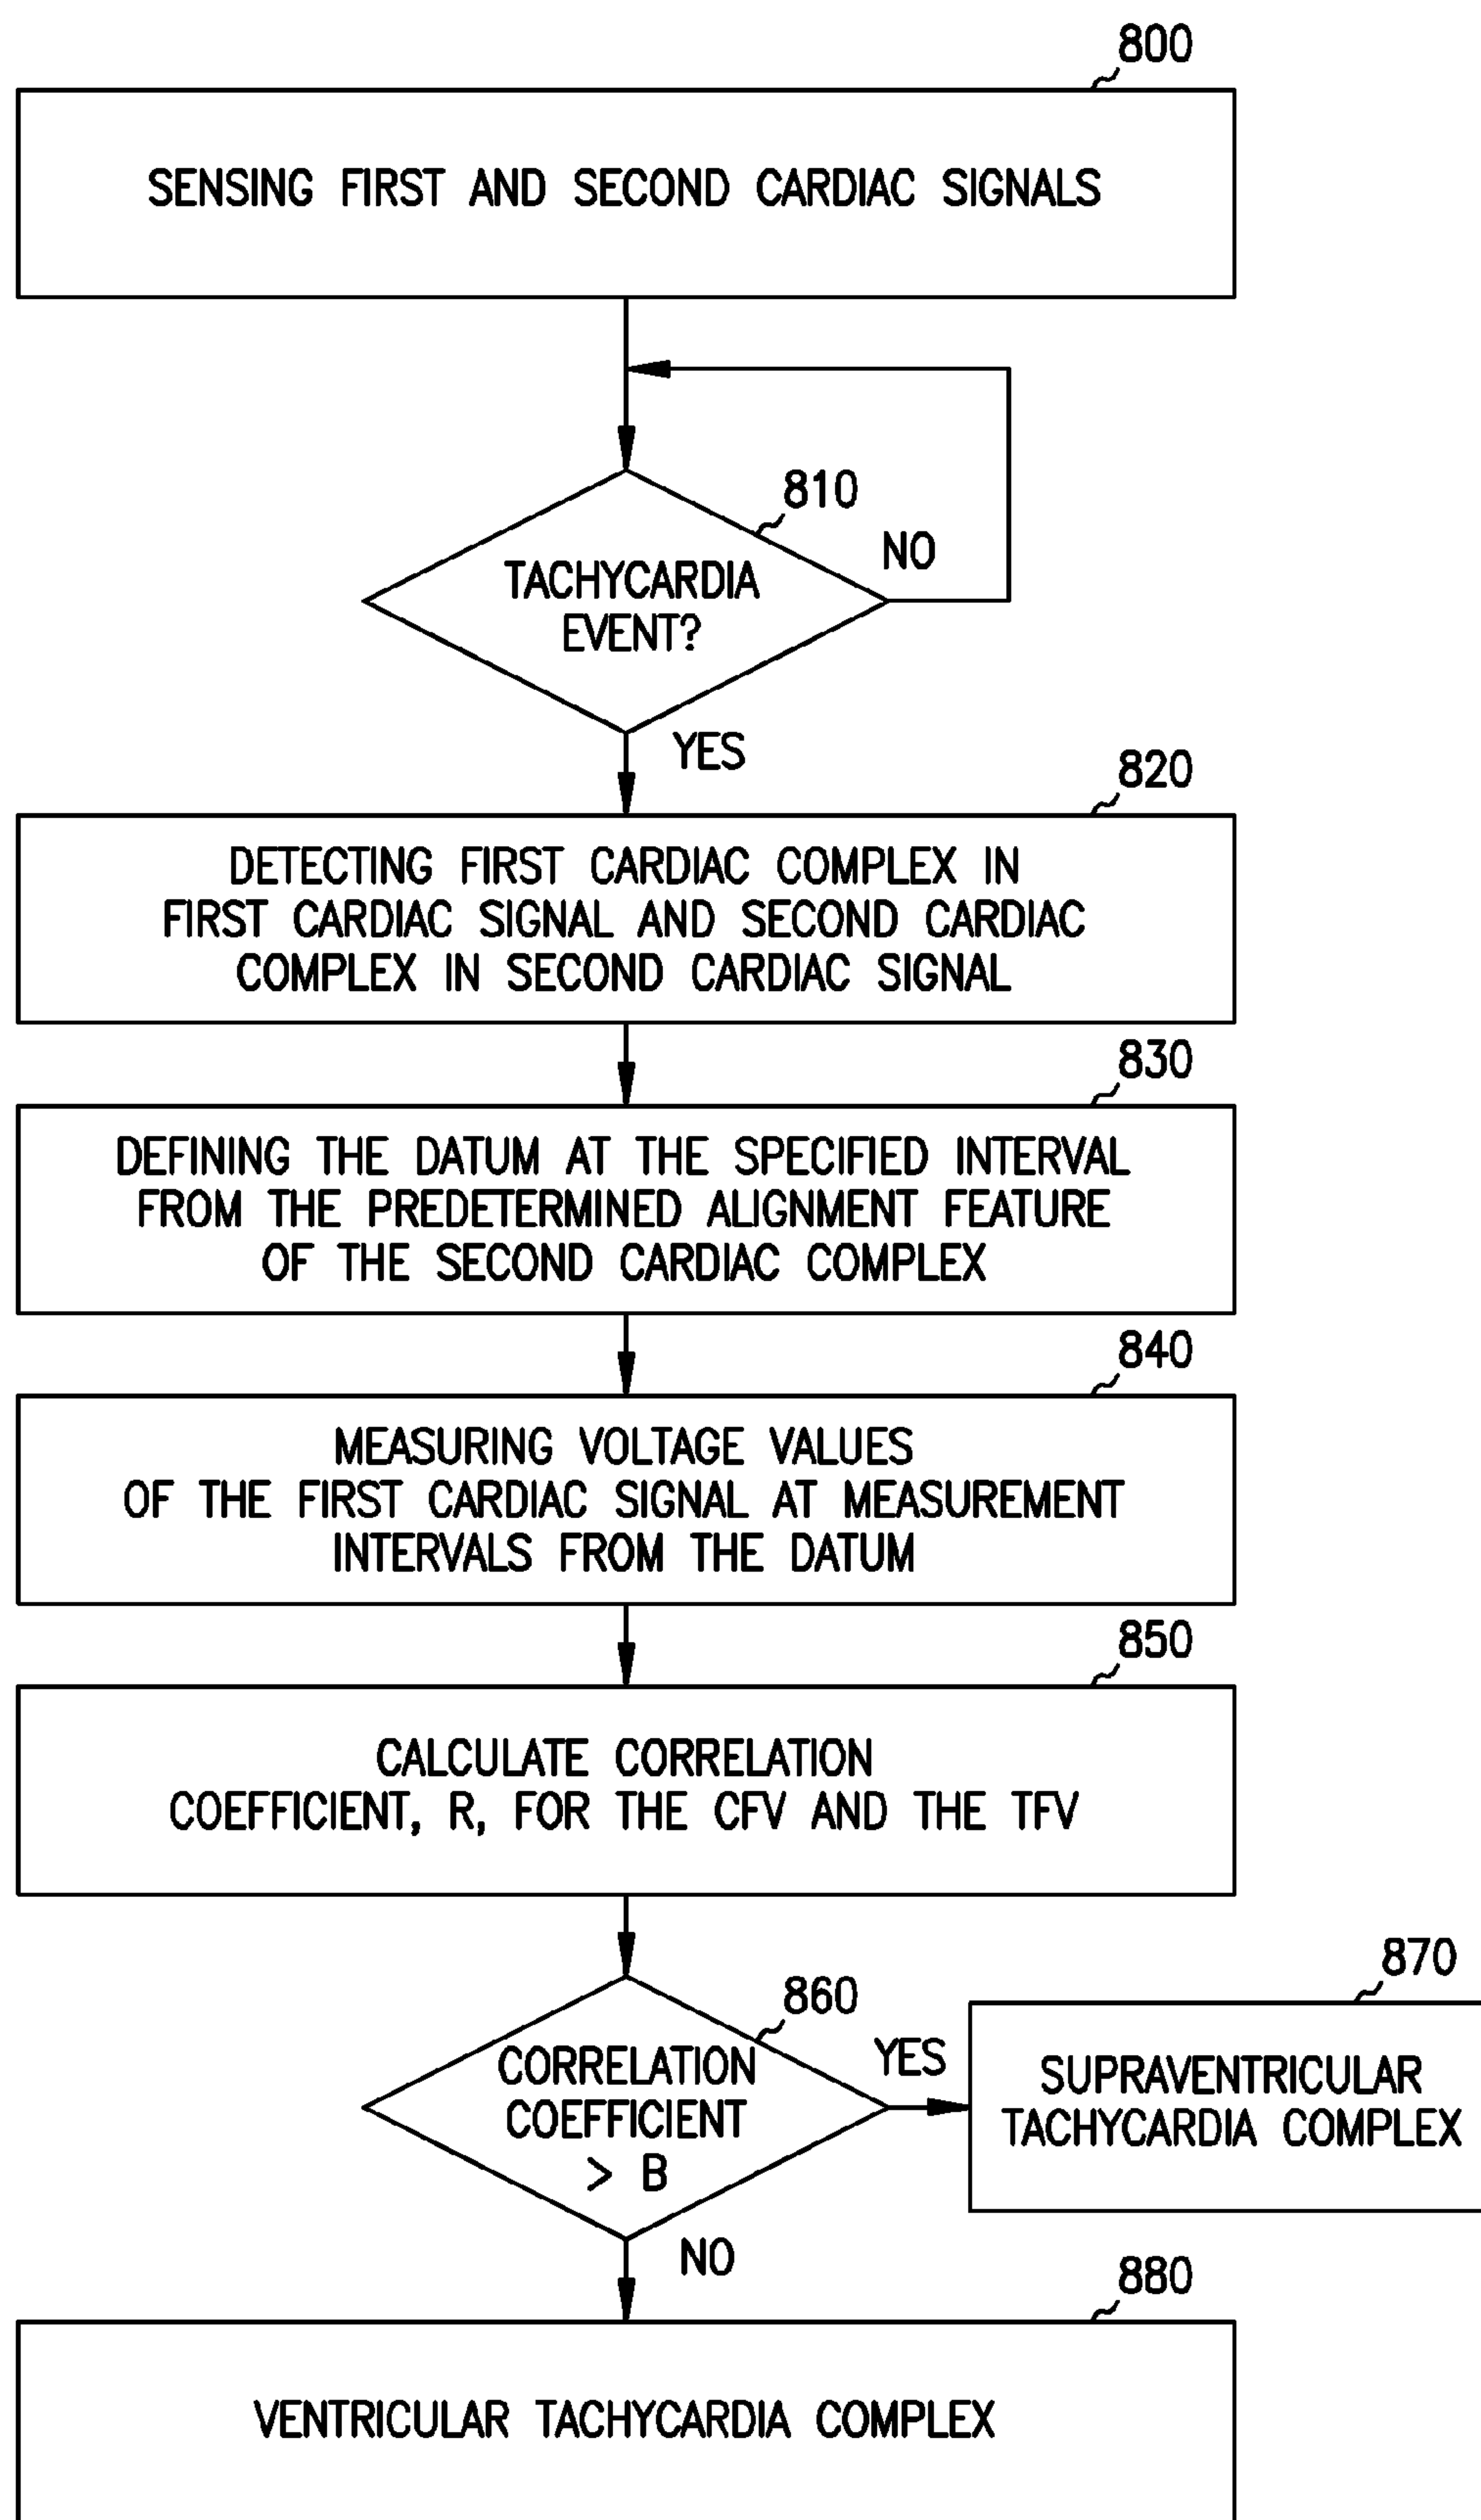 800
SENSING FIRST AND SECOND CARDIAC SIGNALS
810
NO
TACHYCARDIA
EVENT?
YES
820
DETECTING FIRST CARDIAC COMPLEX IN
FIRST CARDIAC SIGNAL AND SECOND CARDIAC
COMPLEX IN SECOND CARDIAC SIGNAL
830
DEFINING THE DATUM AT THE SPECIFIED INTERVAL
FROM THE PREDETERMINED ALIGNMENT FEATURE
OF THE SECOND CARDIAC COMPLEX
840
MEASURING VOLTAGE VALUES
OF THE FIRST CARDIAC SIGNAL AT MEASUREMENT
INTERVALS FROM THE DATUM
850
CALCULATE CORRELATION
COEFFICIENT, R, FOR THE CFV AND THE TFV
860
CORRELATION
COEFFICIENT
> B
YES
870
SUPRAVENTRICULAR
TACHYCARDIA COMPLEX
NO
880
VENTRICULAR TACHYCARDIA COMPLEX